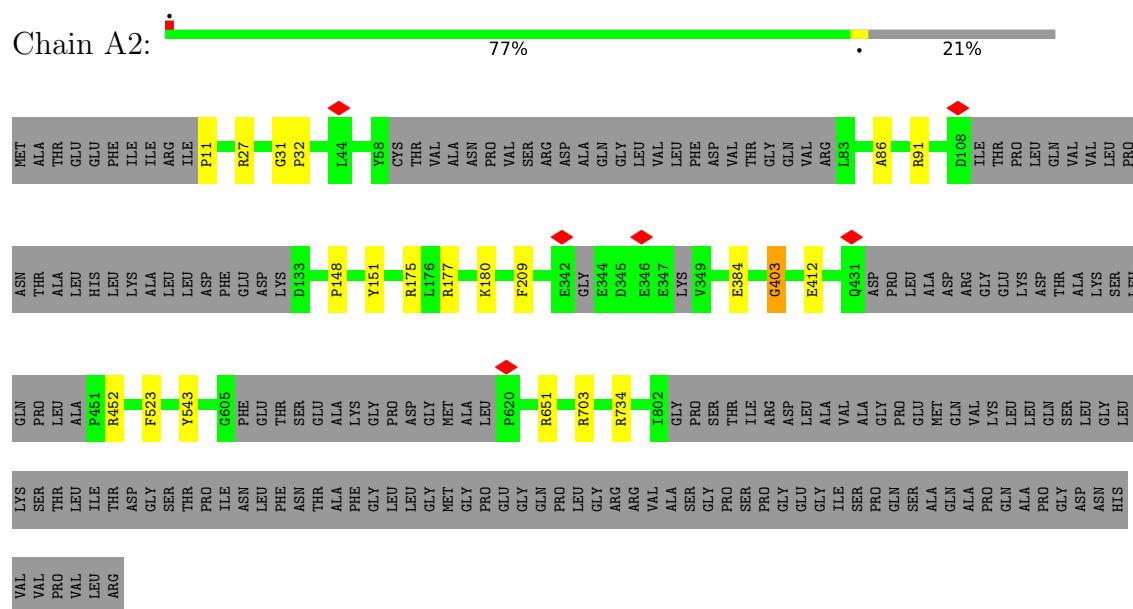 Chain A2:
77% 21%
MET ALA THR GLU GLU PHE ILE ILE ARG ILE P11 R27 G31 P32 L44 Y58 CYS THR VAL ALA ASN PRO VAL SER ARG ASP ALA GLN GLY LEU VAL LEU PHE ASP VAL THR GLY GLN VAL ARG L83 A86 R91 D108 ILE THR PRO LEU GLN VAL VAL LEU PRO
ASN THR ALA LEU HIS LEU LYS ALA LEU LEU ASP PHE GLU ASP LYS D133 P148 Y151 R175 L176 R177 K180 F209 E342 GLY E344 D345 E346 E347 LYS V349 E384 G403 E412 Q431 ASP PRO LEU ALA ASP ARG GLY GLU LYS ASP THR ALA LYS SER LEU
GLN PRO LEU ALA P451 R452 F523 Y543 G605 PHE GLU THR SER GLU ALA LYS GLY PRO ASP GLY MET ALA LEU P620 R651 R703 R734 I802 GLY PRO SER THR ILE ARG ASP LEU ALA VAL ALA GLY PRO GLU MET GLN VAL LYS LEU LEU GLN SER LEU GLY LEU
LYS SER THR LEU ILE THR ASP GLY SER THR PRO ILE ASN LEU PHE ASN THR ALA PHE GLY LEU LEU GLY MET GLY PRO GLU GLY GLN PRO LEU GLY ARG ARG VAL ALA SER GLY PRO SER PRO GLY GLU GLY ILE SER PRO GLN SER ALA GLN ALA PRO GLN ALA PRO GLY ASP ASN HIS
VAL VAL PRO VAL LEU ARG